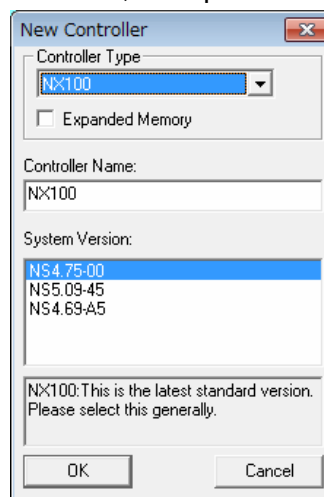 New Controller
Controller Type
NX100
Expanded Memory
Controller Name:
NX100
System Version:
NS4.75-00
NS5.09-45
NS4.69-A5
NX100:This is the latest standard version.
Please select this generally.
OK
Cancel